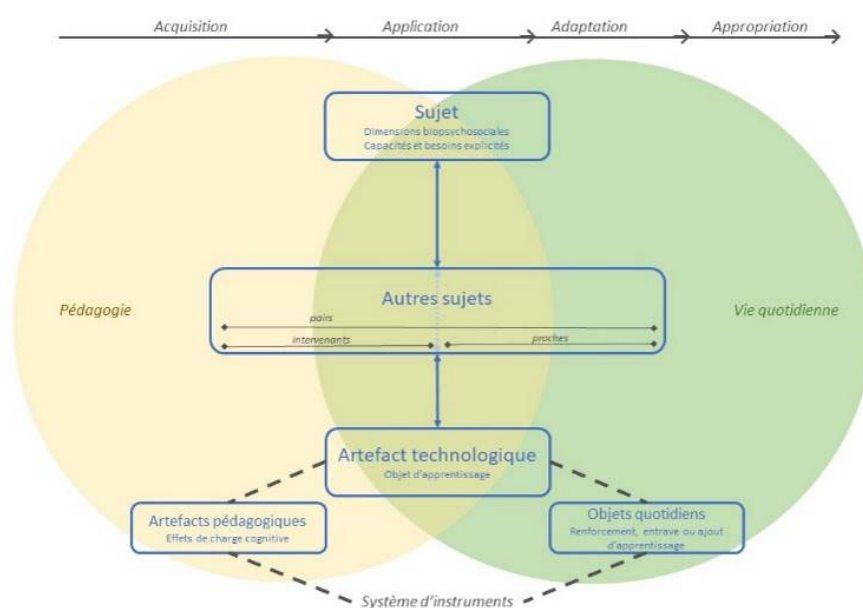 Acquisition Application Adaptation Appropriation
Sujet
Dimensions biopsychosociales
Capacités et besoins explicités
Autres sujets
Pédagogie
Vie quotidienne
pairs
intervenants proches
Artefact technologique
Objet d'apprentissage
Artefacts pédagogiques
Effets de charge cognitive
Objets quotidiens
Renforcement, entrave ou ajout
d'apprentissage
Système d'instruments